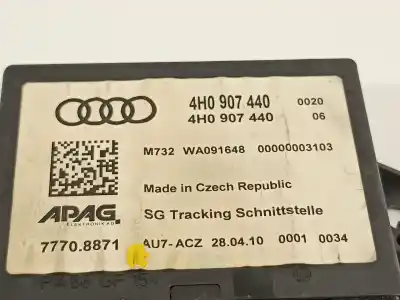 4H0 907 440 0020
4H0 907 440 06
M732 WA091648 00000003103
Made in Czech Republic
APAG
ELEKTRONIK AG
SG Tracking Schnittstelle
7770.8871 AU7-ACZ 28.04.10 0001 0034